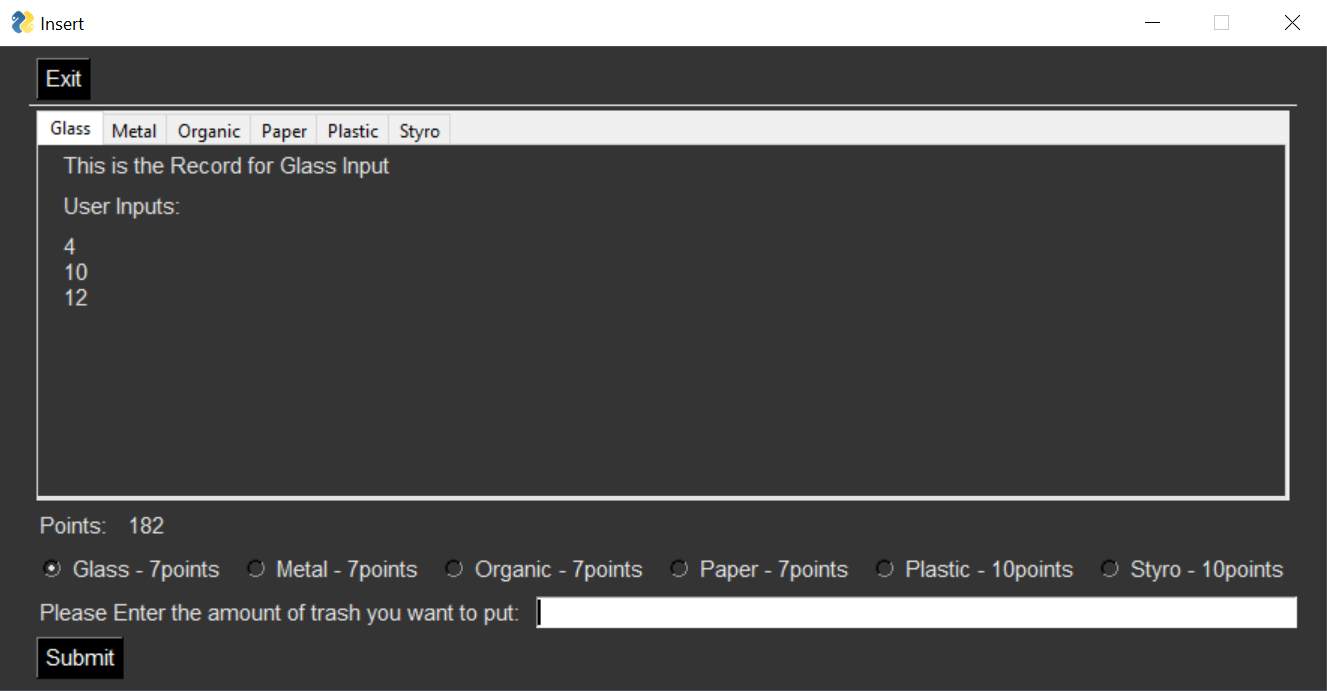 Insert
Exit
Glass Metal Organic Paper Plastic Styro
This is the Record for Glass Input
User Inputs:
4
10
12
Points: 182
Glass - 7points Metal - 7points Organic - 7points Paper - 7points Plastic - 10points Styro - 10points
Please Enter the amount of trash you want to put:
Submit